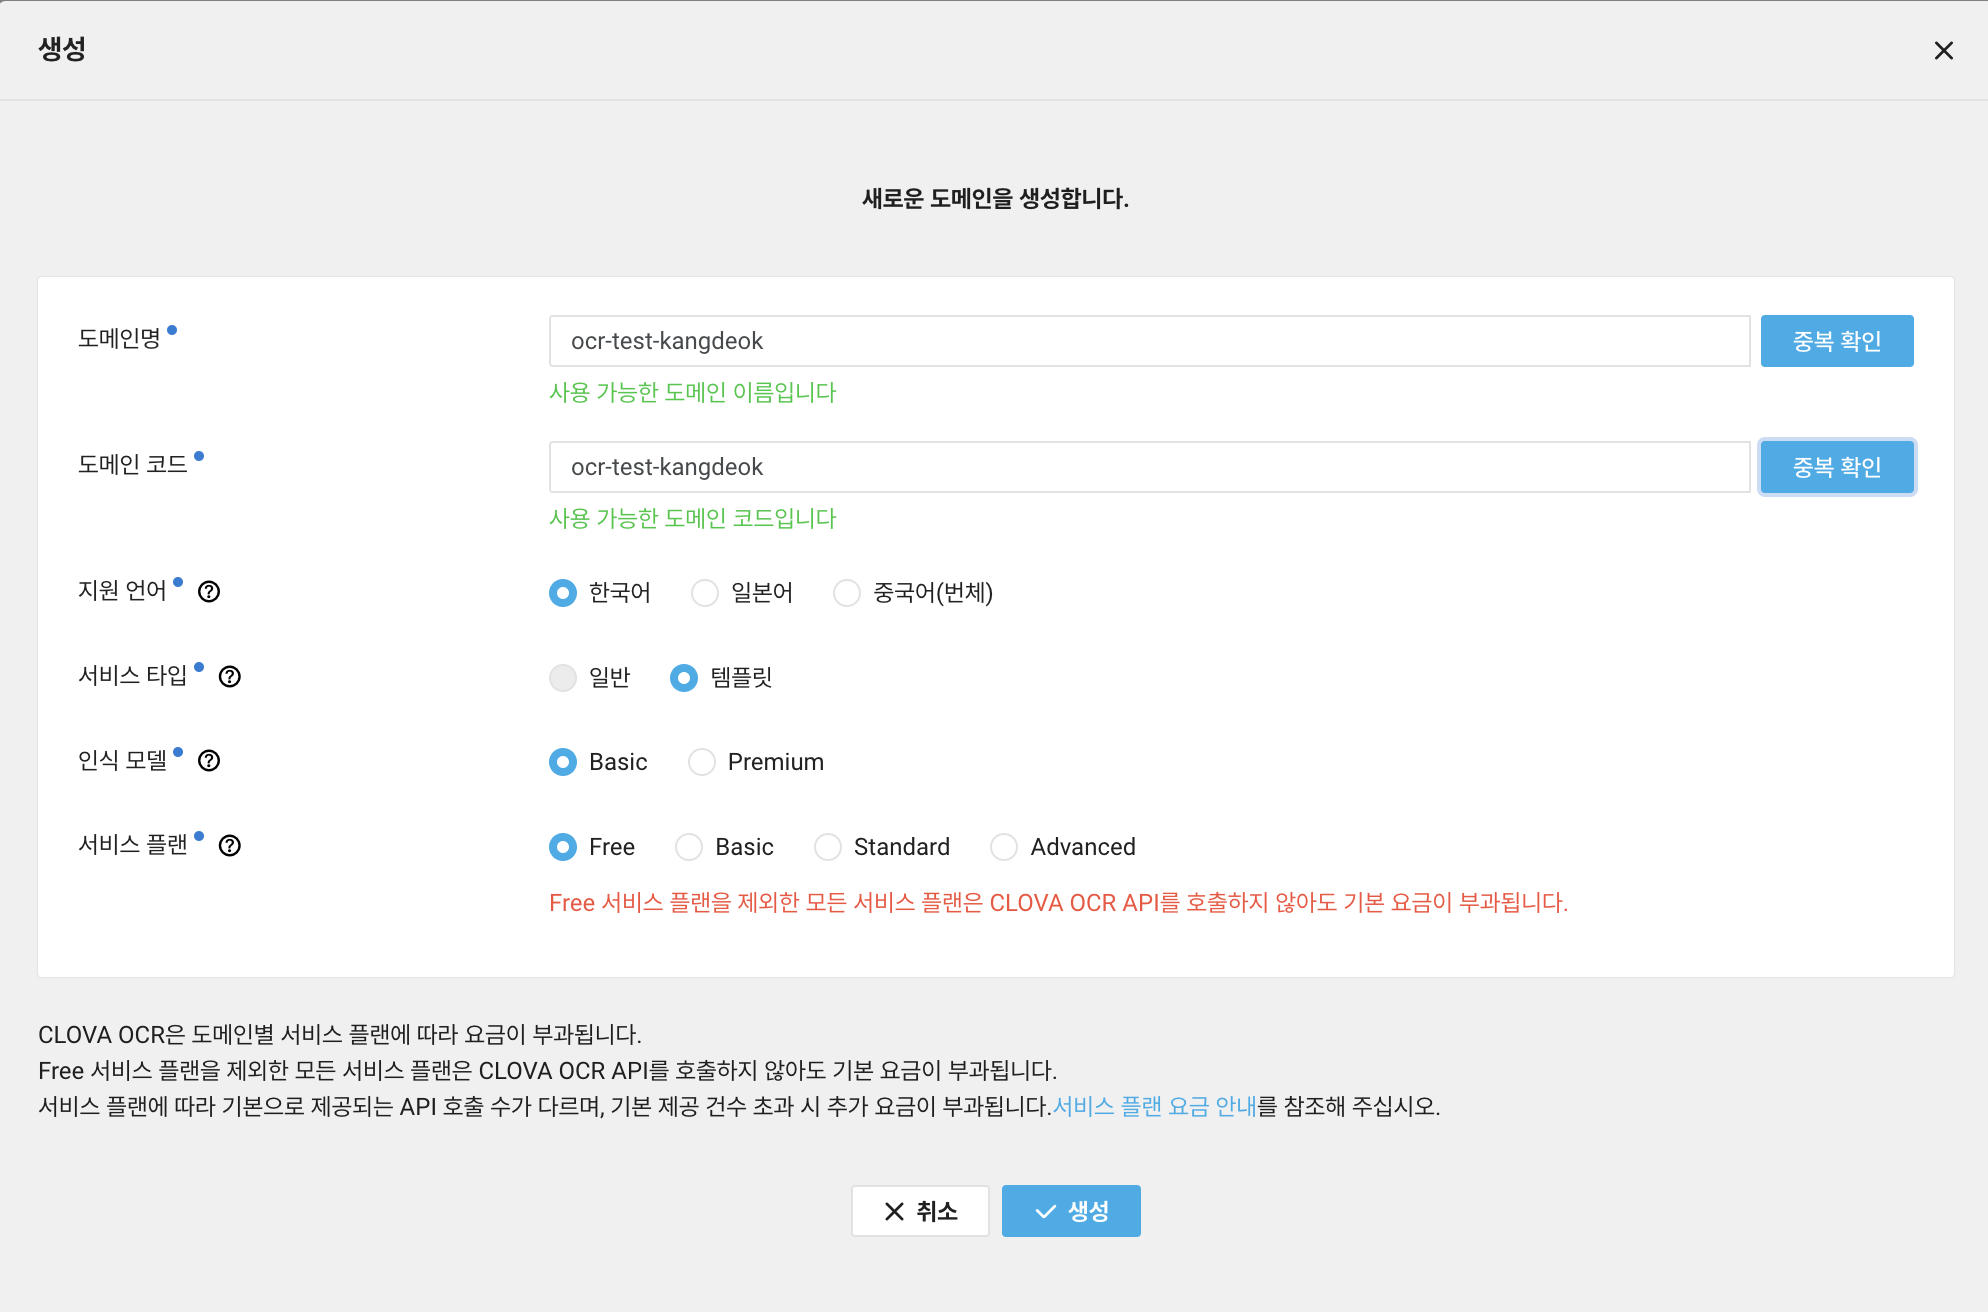 생성
새로운 도메인을 생성합니다.
도메인명
ocr-test-kangdeok
중복 확인
사용 가능한 도메인 이름입니다
도메인 코드
ocr-test-kangdeok
중복 확인
사용 가능한 도메인 코드입니다
지원 언어 ? 한국어 일본어 중국어(번체)
서비스 타입 ? 일반 템플릿
인식 모델 ? Basic Premium
서비스 플랜 ? Free Basic Standard Advanced
Free 서비스 플랜을 제외한 모든 서비스 플랜은 CLOVA OCR API를 호출하지 않아도 기본 요금이 부과됩니다.
CLOVA OCR은 도메인별 서비스 플랜에 따라 요금이 부과됩니다.
Free 서비스 플랜을 제외한 모든 서비스 플랜은 CLOVA OCR API를 호출하지 않아도 기본 요금이 부과됩니다.
서비스 플랜에 따라 기본으로 제공되는 API 호출 수가 다르며, 기본 제공 건수 초과 시 추가 요금이 부과됩니다.서비스 플랜 요금 안내를 참조해 주십시오.
취소 생성